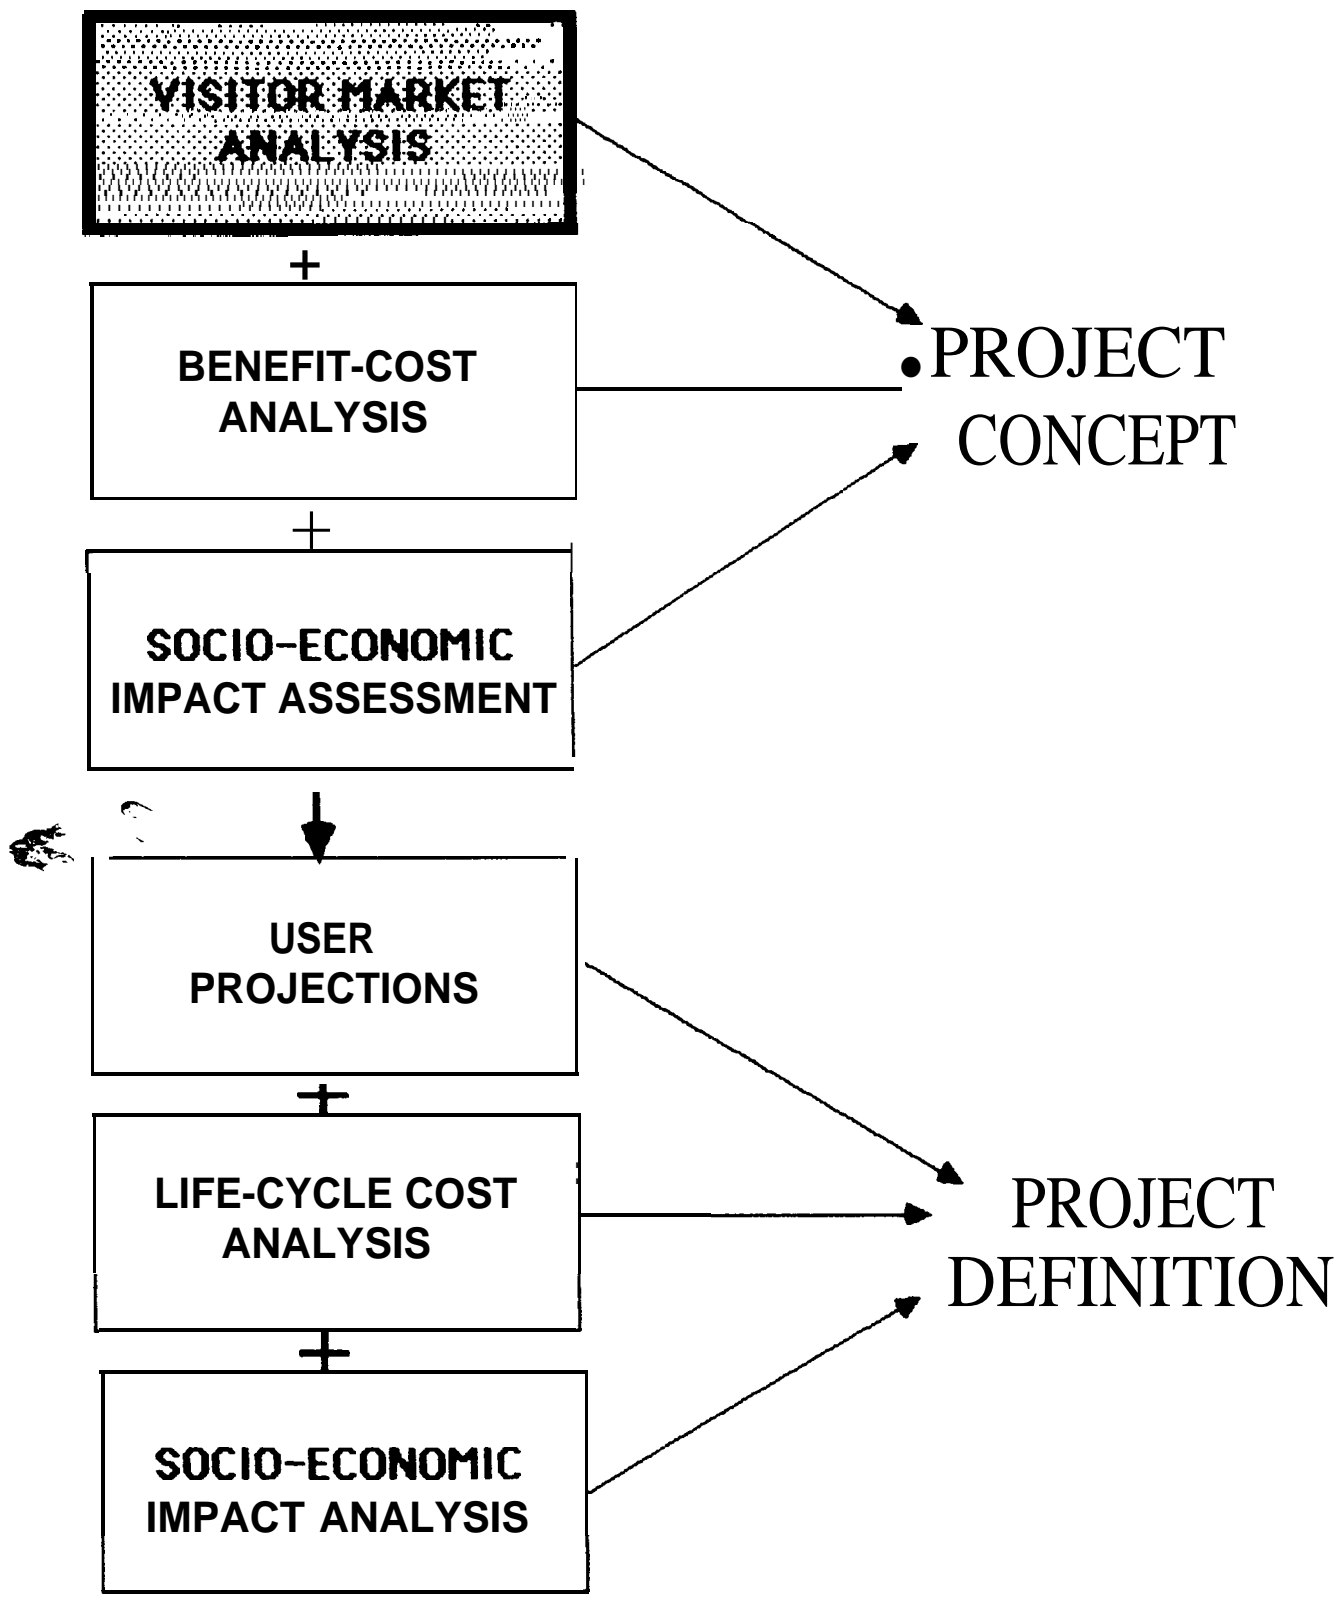 VISITOR MARKET
ANALYSIS
+
BENEFIT-COST
ANALYSIS
+
SOCIO-ECONOMIC
IMPACT ASSESSMENT
• PROJECT
CONCEPT
USER
PROJECTIONS
+
LIFE-CYCLE COST
ANALYSIS
+
SOCIO-ECONOMIC
IMPACT ANALYSIS
PROJECT
DEFINITION